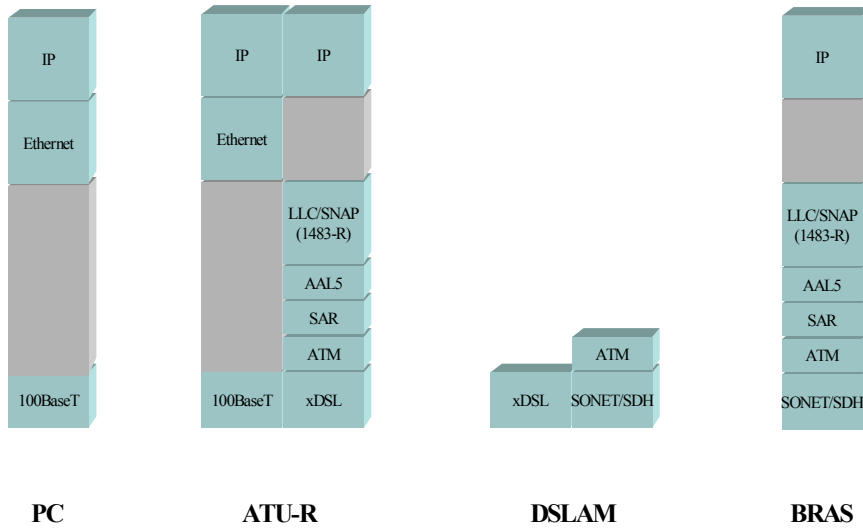 IP
Ethernet
100BaseT
PC
IP
IP
Ethernet
LLC/SNAP
(1483-R)
AAL5
SAR
ATM
100BaseT
xDSL
ATU-R
ATM
xDSL
SONET/SDH
DSLAM
IP
LLC/SNAP
(1483-R)
AAL5
SAR
ATM
SONET/SDH
BRAS